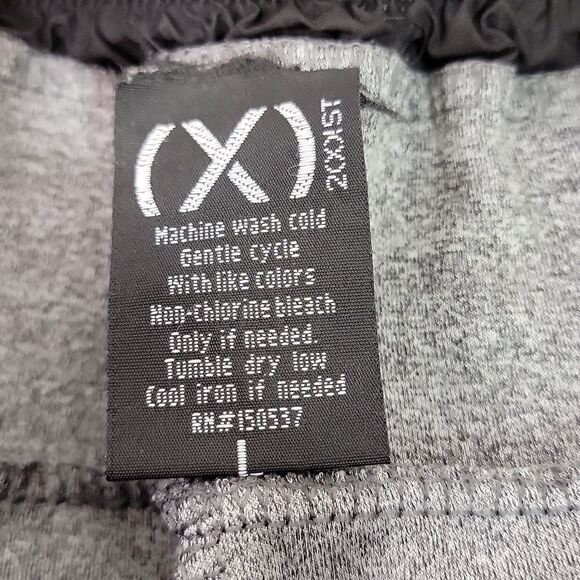 (X)
2(X)IST
Machine wash cold
Gentle cycle
with like colors
Non-chlorine bleach
Only if needed.
Tumble dry low
Cool iron if needed
RN#150537